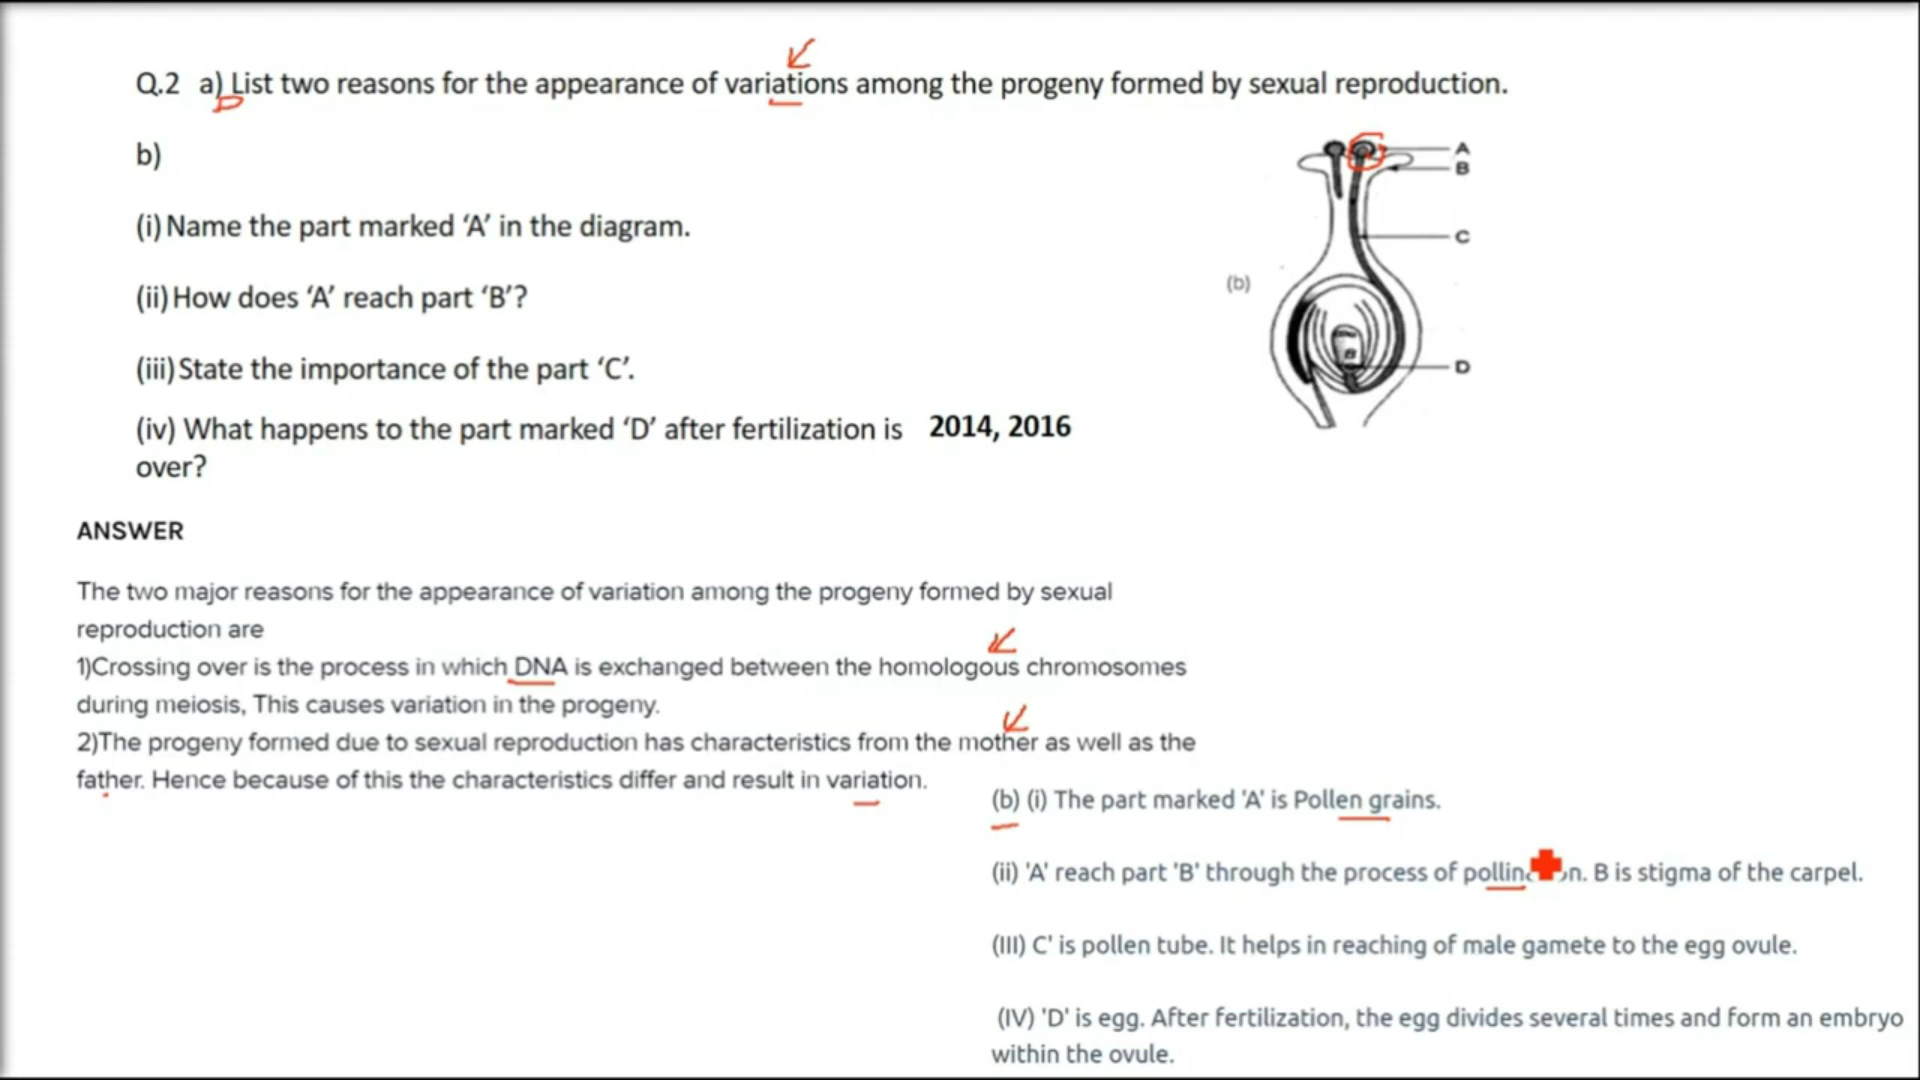 Q.2 a) List two reasons for the appearance of variations among the progeny formed by sexual reproduction.
b)
(i) Name the part marked ‘A’ in the diagram.
(ii) How does ‘A’ reach part ‘B’?
(iii) State the importance of the part ‘C’.
(iv) What happens to the part marked ‘D’ after fertilization is 2014, 2016
over?
A
B
C
(b)
B
D
ANSWER
The two major reasons for the appearance of variation among the progeny formed by sexual
reproduction are
1)Crossing over is the process in which DNA is exchanged between the homologous chromosomes
during meiosis, This causes variation in the progeny.
2)The progeny formed due to sexual reproduction has characteristics from the mother as well as the
father. Hence because of this the characteristics differ and result in variation.
(b) (i) The part marked 'A' is Pollen grains.
(ii) 'A' reach part 'B' through the process of . B is stigma of the carpel.
(III) C' is pollen tube. It helps in reaching of male gamete to the egg ovule.
(IV) 'D' is egg. After fertilization, the egg divides several times and form an embryo
within the ovule.